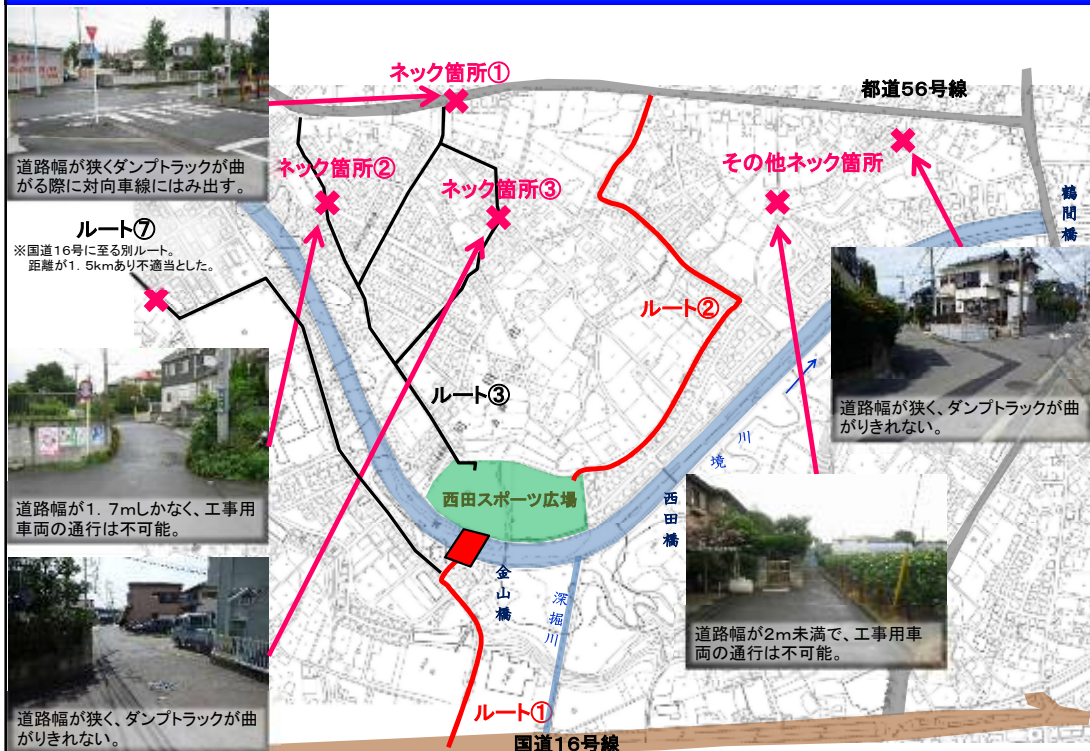 ネック箇所①
都道56号線
道路幅が狭くダンプトラックが曲
がる際に対向車線にはみ出す。
ネック箇所②
ネック箇所③
その他ネック箇所
鶴間橋
ルート⑦
※国道16号に至る別ルート。
距離が1.5kmあり不適当とした。
ルート②
道路幅が狭く、ダンプトラックが曲
がりきれない。
ルート③
境川
西田スポーツ広場
西田橋
道路幅が1.7mしかなく、工事用
車両の通行は不可能。
金山橋
深堀川
道路幅が2m未満で、工事用車
両の通行は不可能。
ルート①
道路幅が狭く、ダンプトラックが曲
がりきれない。
国道16号線